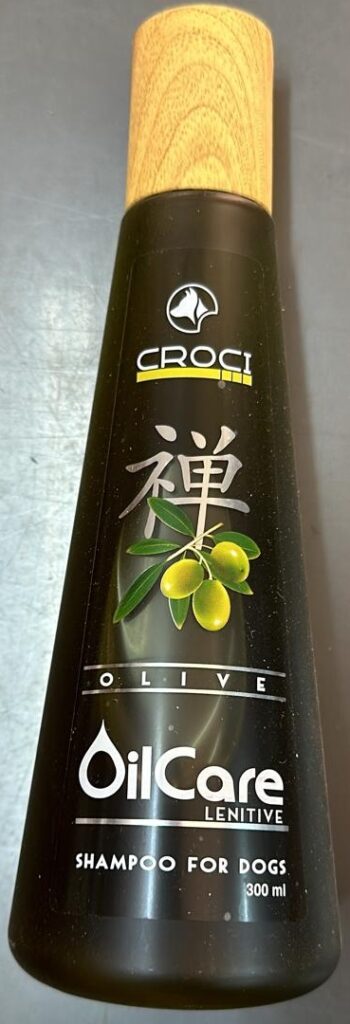 CROCI
禅
OLIVE
OilCare
LENITIVE
SHAMPOO FOR DOGS
300 ml